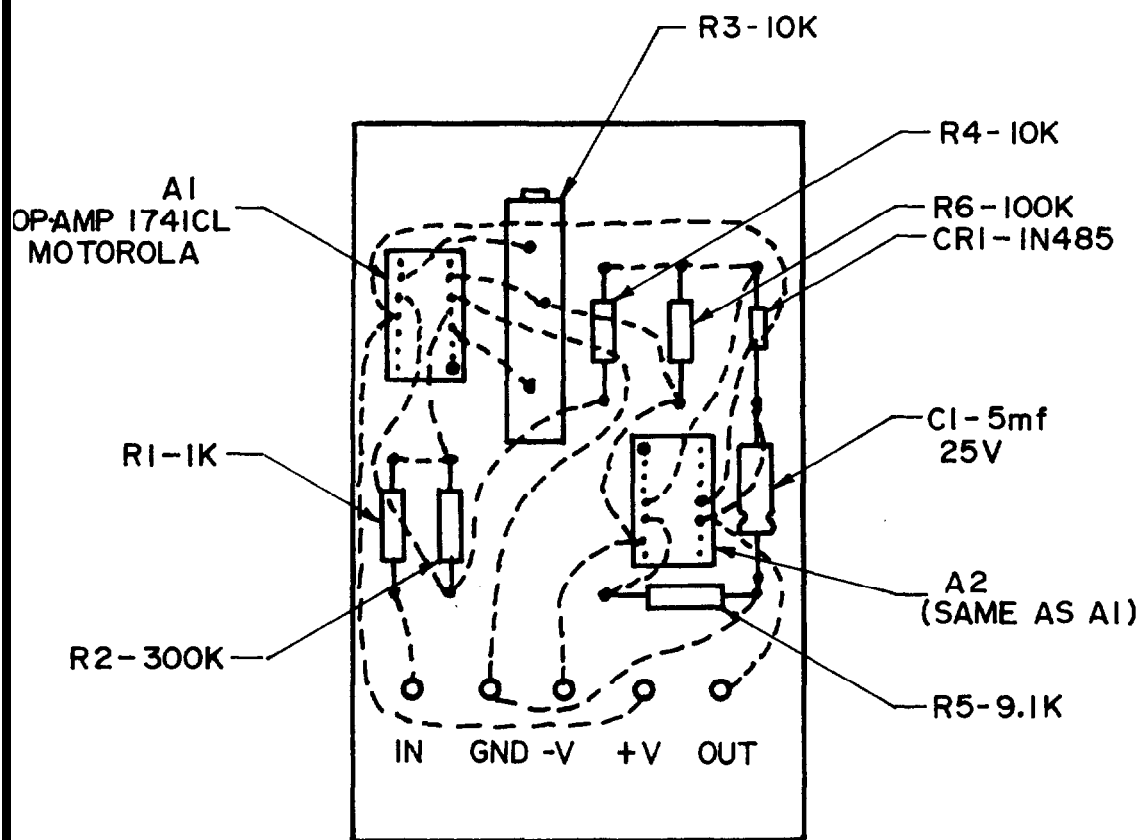 R3-10K
R4-10K
A1
OP-AMP 1741CL
MOTOROLA
R6-100K
CR1-1N485
R1-1K
C1-5mf
25V
A2
(SAME AS A1)
R2-300K
R5-9.1K
IN GND -V +V OUT